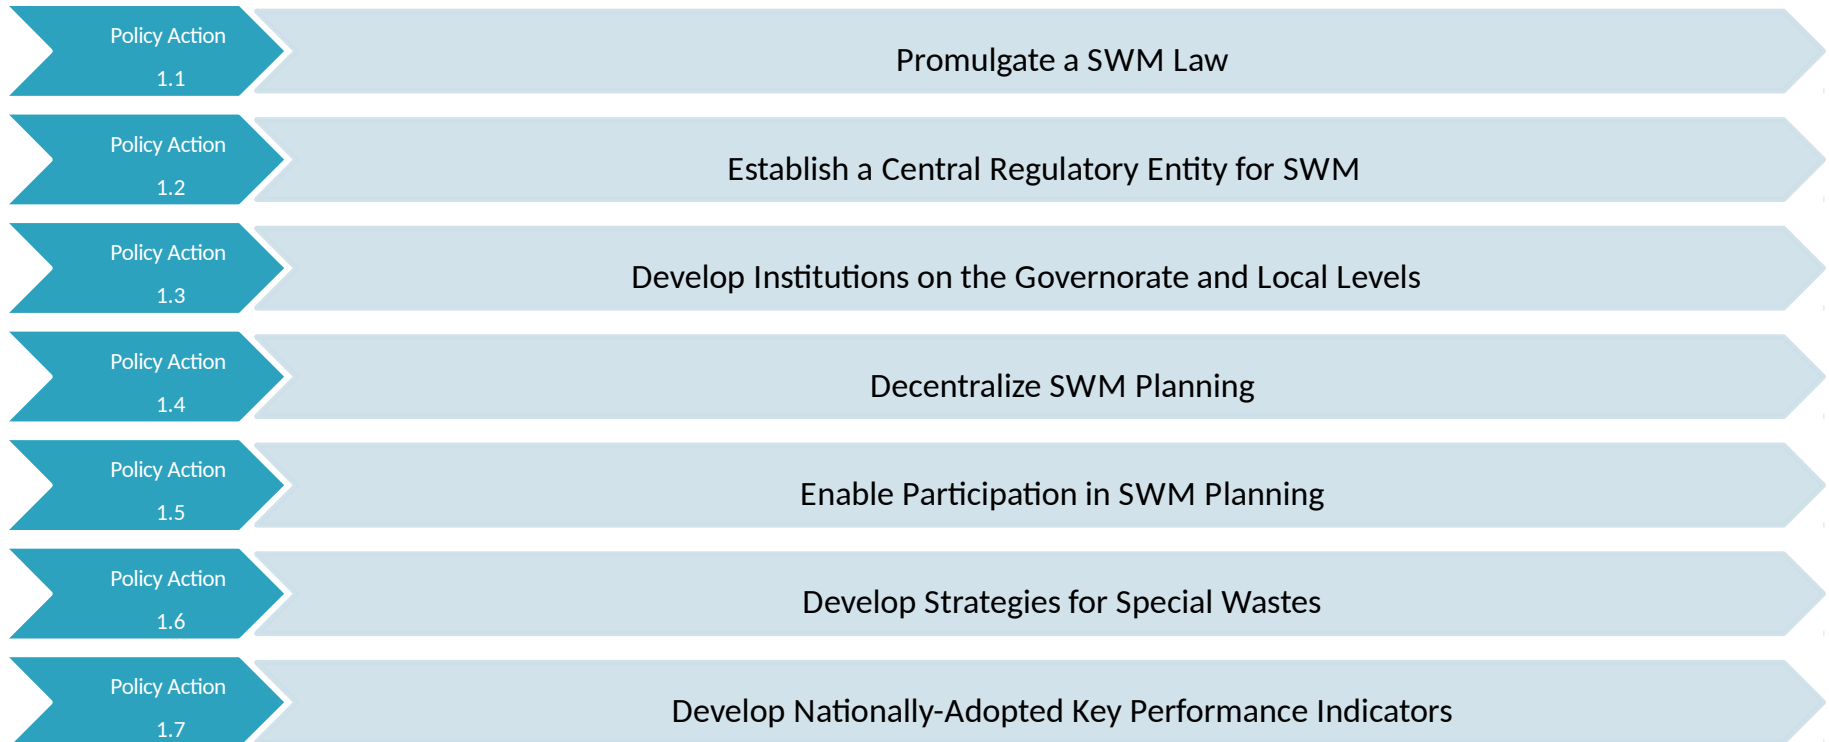 Policy Action
1.1
Promulgate a SWM Law
Policy Action
1.2
Establish a Central Regulatory Entity for SWM
Policy Action
1.3
Develop Institutions on the Governorate and Local Levels
Policy Action
1.4
Decentralize SWM Planning
Policy Action
1.5
Enable Participation in SWM Planning
Policy Action
1.6
Develop Strategies for Special Wastes
Policy Action
1.7
Develop Nationally-Adopted Key Performance Indicators